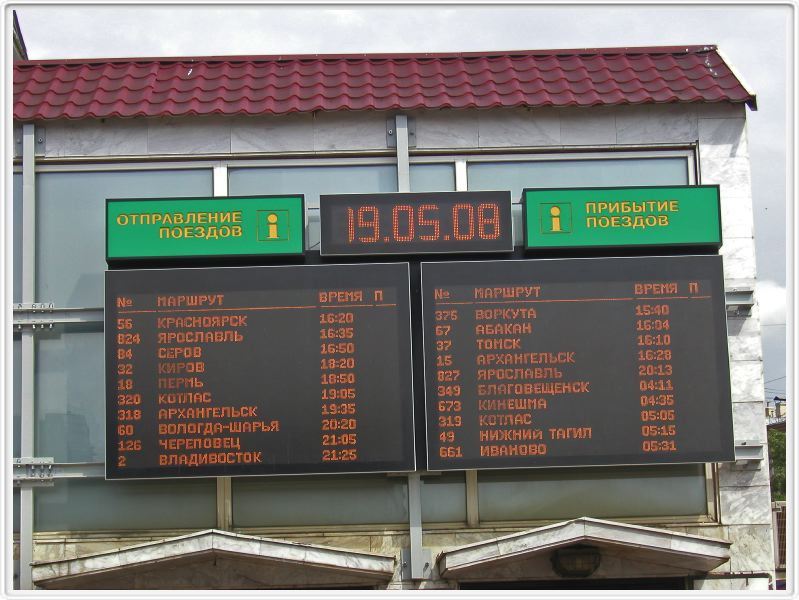 ОТПРАВЛЕНИЕ
ПОЕЗДОВ
i
19.05.08
i
ПРИБЫТИЕ
ПОЕЗДОВ
№ МАРШРУТ ВРЕМЯ П
56 КРАСНОЯРСК 16:20
824 ЯРОСЛАВЛЬ 16:35
84 СЕРОВ 16:50
32 КИРОВ 18:20
18 ПЕРМЬ 18:50
320 КОТЛАС 19:05
318 АРХАНГЕЛЬСК 19:35
60 ВОЛОГДА-ШАРЬЯ 20:20
126 ЧЕРЕПОВЕЦ 21:05
2 ВЛАДИВОСТОК 21:25
№ МАРШРУТ ВРЕМЯ П
375 ВОРКУТА 15:40
67 АБАКАН 16:04
37 ТОМСК 16:10
15 АРХАНГЕЛЬСК 16:28
827 ЯРОСЛАВЛЬ 20:13
349 БЛАГОВЕЩЕНСК 04:11
673 КИНЕШМА 04:35
319 КОТЛАС 05:05
49 НИЖНИЙ ТАГИЛ 05:15
661 ИВАНОВО 05:31